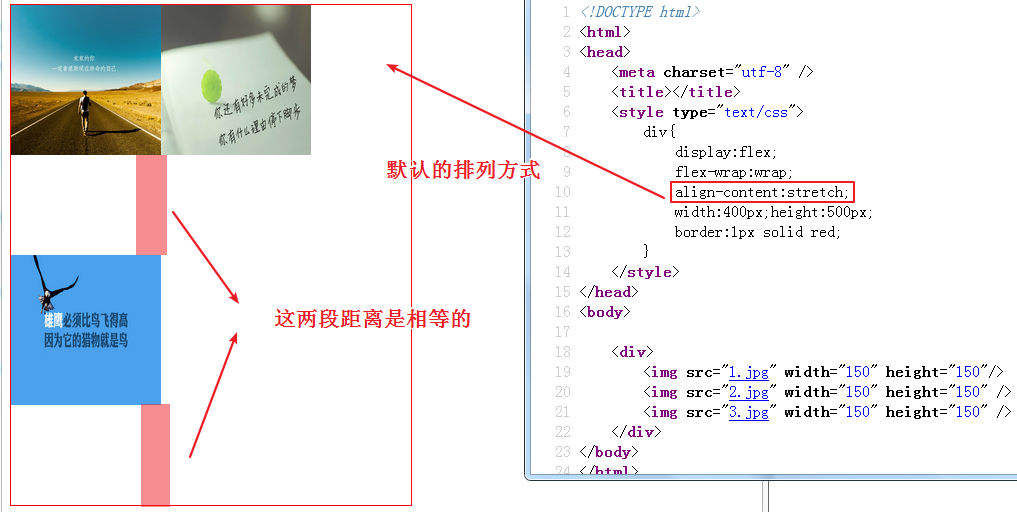 未来的你
一定会感谢现在拼命的自己
你还有好多未完成的梦
你有什么理由停下脚步
默认的排列方式
雄鹰必须比鸟飞得高
因为它的猎物就是鸟
这两段距离是相等的
1 <!DOCTYPE html>
2 <html>
3 <head>
4 <meta charset="utf-8" />
5 <title></title>
6 <style type="text/css">
7 div{
8 display:flex;
9 flex-wrap:wrap;
10 align-content:stretch;
11 width:400px;height:500px;
12 border:1px solid red;
13 }
14 </style>
15 </head>
16 <body>
17
18 <div>
19 <img src="1.jpg" width="150" height="150"/>
20 <img src="2.jpg" width="150" height="150" />
21 <img src="3.jpg" width="150" height="150" />
22 </div>
23 </body>
24 </html>